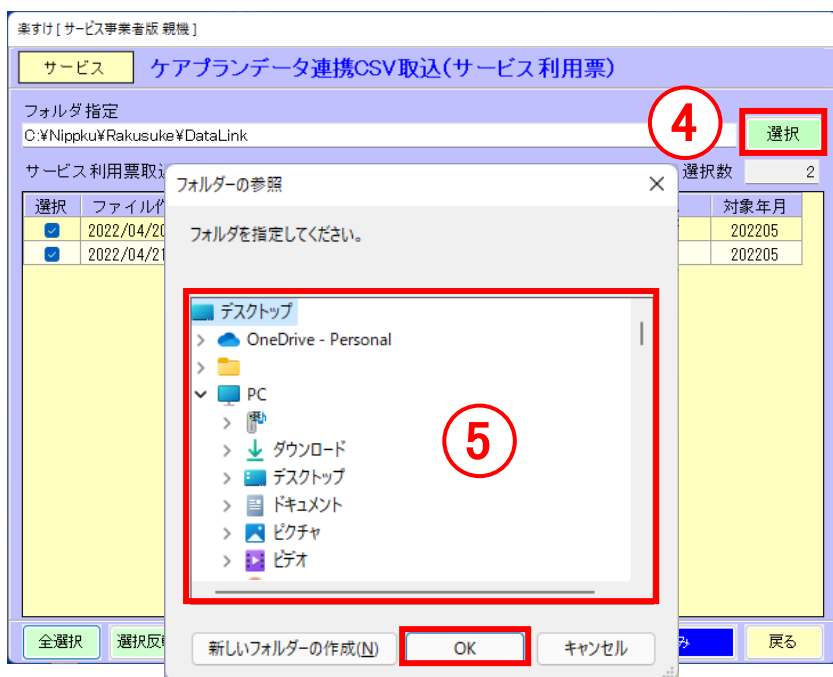 楽すけ [ サービス事業者版 親機 ]
サービス ケアプランデータ連携CSV取込(サービス利用票)
フォルダ指定
C:¥Nippku¥Rakusuke¥DataLink
④ 選択
サービス利用票取込
選択数 2
選択 ファイル作 対象年月
2022/04/20 202205
2022/04/21 202205
フォルダーの参照
フォルダを指定してください。
デスクトップ
OneDrive - Personal
PC
ダウンロード
デスクトップ
ドキュメント
ピクチャ
ビデオ
⑤
新しいフォルダーの作成(N) OK キャンセル
全選択 選択反 み 戻る